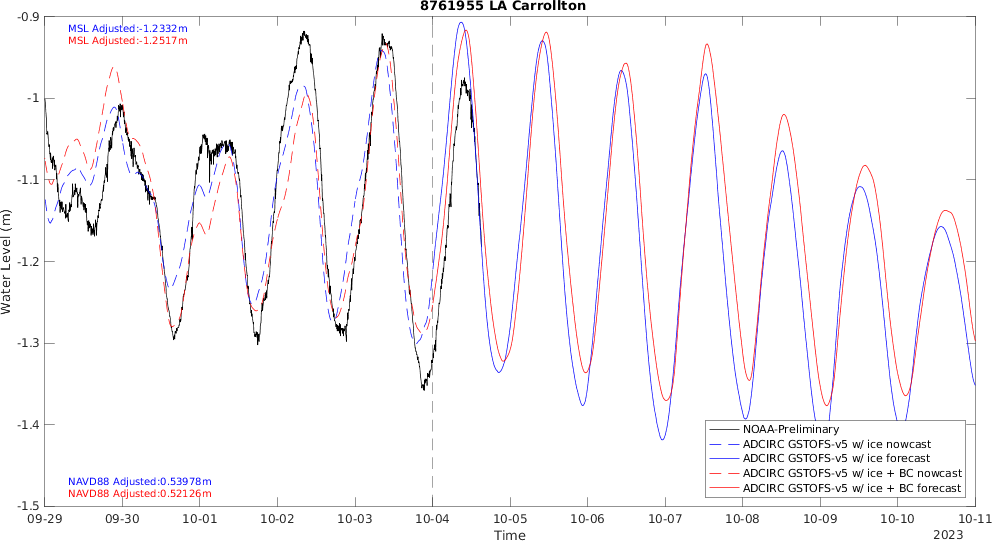 8761955 LA Carrollton
MSL Adjusted:-1.2332m
MSL Adjusted:-1.2517m
-0.9
-1
-1.1
-1.2
-1.3
-1.4
-1.5
Water Level (m)
NOAA-Preliminary
ADCIRC GSTOFS-v5 w/ ice nowcast
ADCIRC GSTOFS-v5 w/ ice forecast
ADCIRC GSTOFS-v5 w/ ice + BC nowcast
ADCIRC GSTOFS-v5 w/ ice + BC forecast
NAVD88 Adjusted:0.53978m
NAVD88 Adjusted:0.52126m
09-29 09-30 10-01 10-02 10-03 10-04 10-05 10-06 10-07 10-08 10-09 10-10 10-11
Time
2023